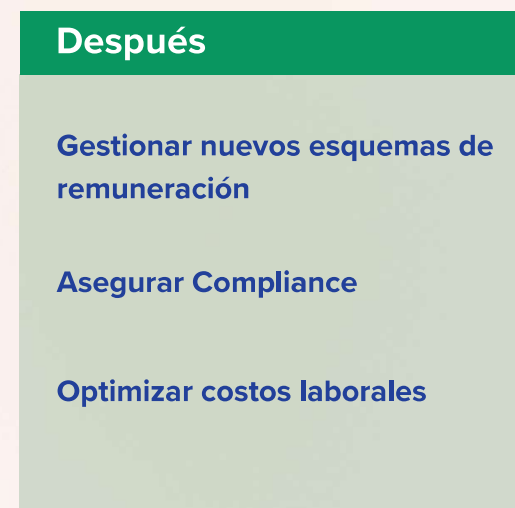 Después
Gestionar nuevos esquemas de
remuneración
Asegurar Compliance
Optimizar costos laborales